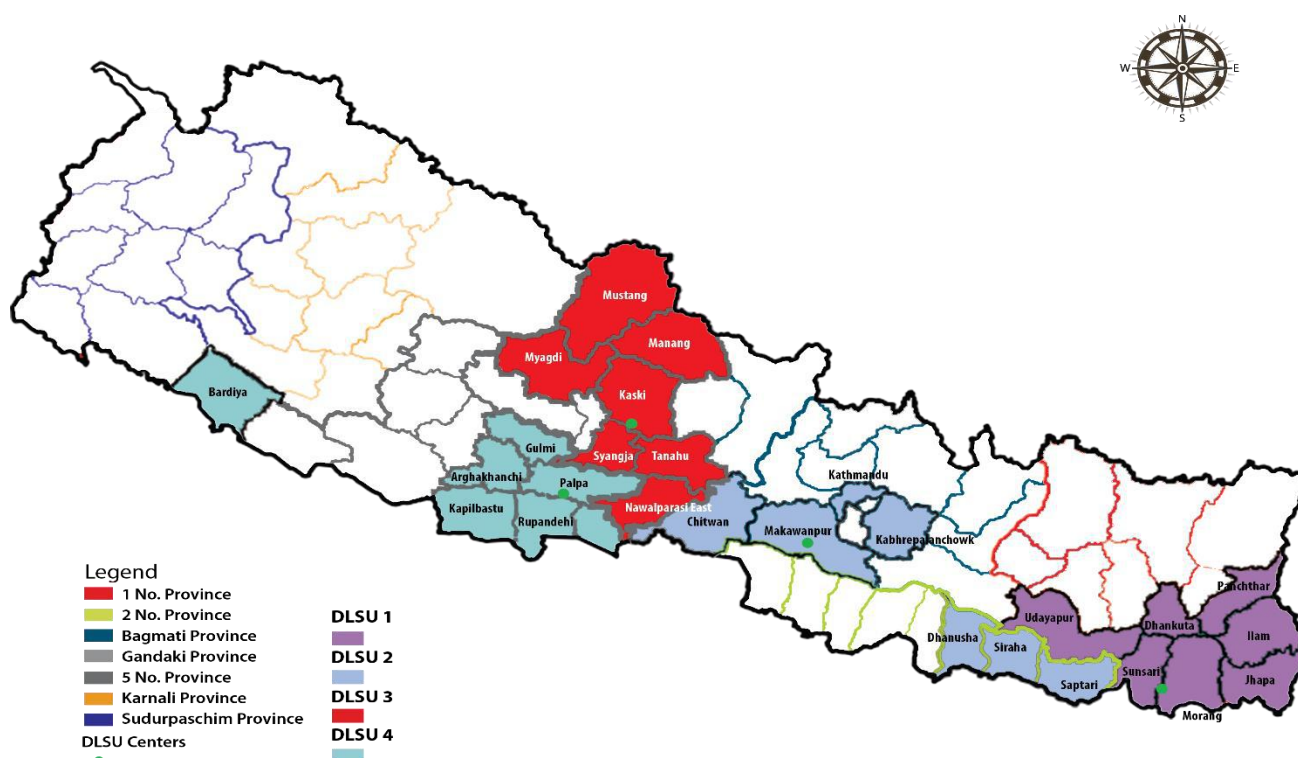 N
W
E
S
Mustang
Manang
Myagdi
Kaski
Bardiya
Gulmi
Syangja
Tanahu
Arghakhanchi
Palpa
Kathmandu
Kapilbastu
Nawalparasi East
Rupandehi
Chitwan
Makawanpur
Kabhrepalanchowk
Panchthar
Udayapur
Dhankuta
Dhanusha
Siraha
Ilam
Sunsari
Saptari
Jhapa
Morang
Legend
1 No. Province
2 No. Province
Bagmati Province
Gandaki Province
5 No. Province
Karnali Province
Sudurpaschim Province
DLSU Centers
DLSU 1
DLSU 2
DLSU 3
DLSU 4